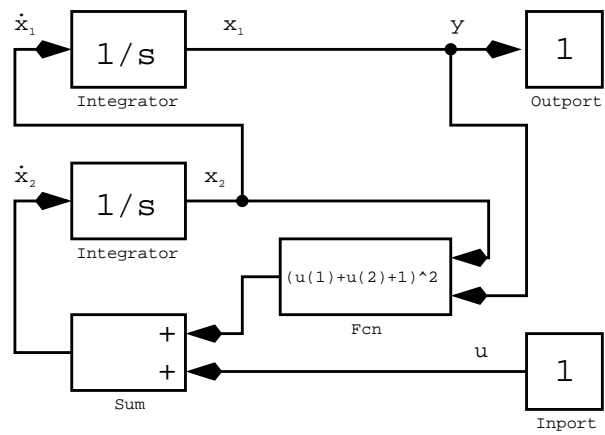 ẋ₁
x₁
y
1/s
1
Integrator
Outport
ẋ₂
x₂
1/s
Integrator
(u(1)+u(2)+1)^2
Fcn
+
+
u
1
Sum
Inport